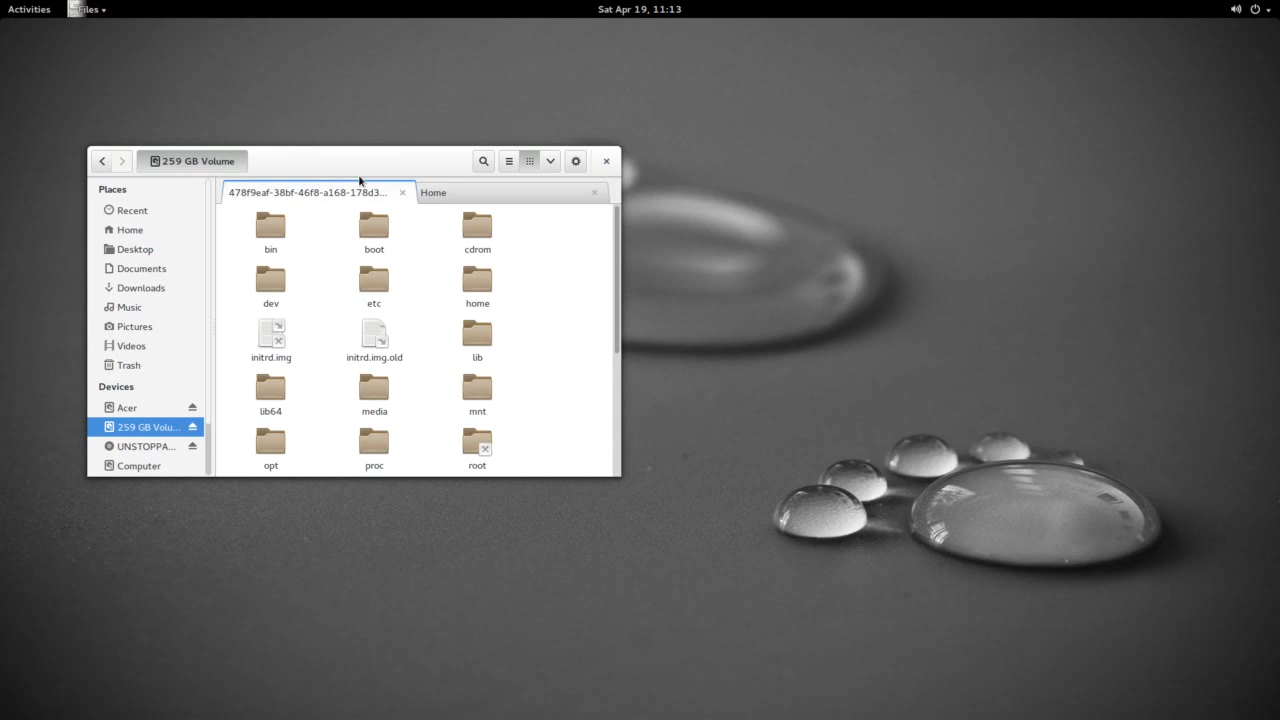 Activities Files Sat Apr 19, 11:13
259 GB Volume
Places
Recent
Home
Desktop
Documents
Downloads
Music
Pictures
Videos
Trash
Devices
Acer
259 GB Volu...
UNSTOPPA...
Computer
478f9eaf-38bf-46f8-a168-178d3... Home
bin boot cdrom
dev etc home
initrd.img initrd.img.old lib
lib64 media mnt
opt proc root